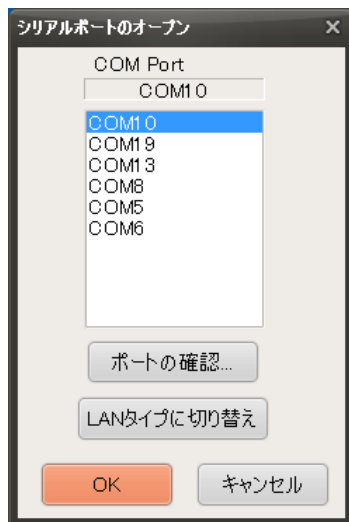 シリアルポートのオープン
COM Port
COM10
COM10
COM19
COM13
COM8
COM5
COM6
ポートの確認...
LANタイプに切り替え
OK
キャンセル